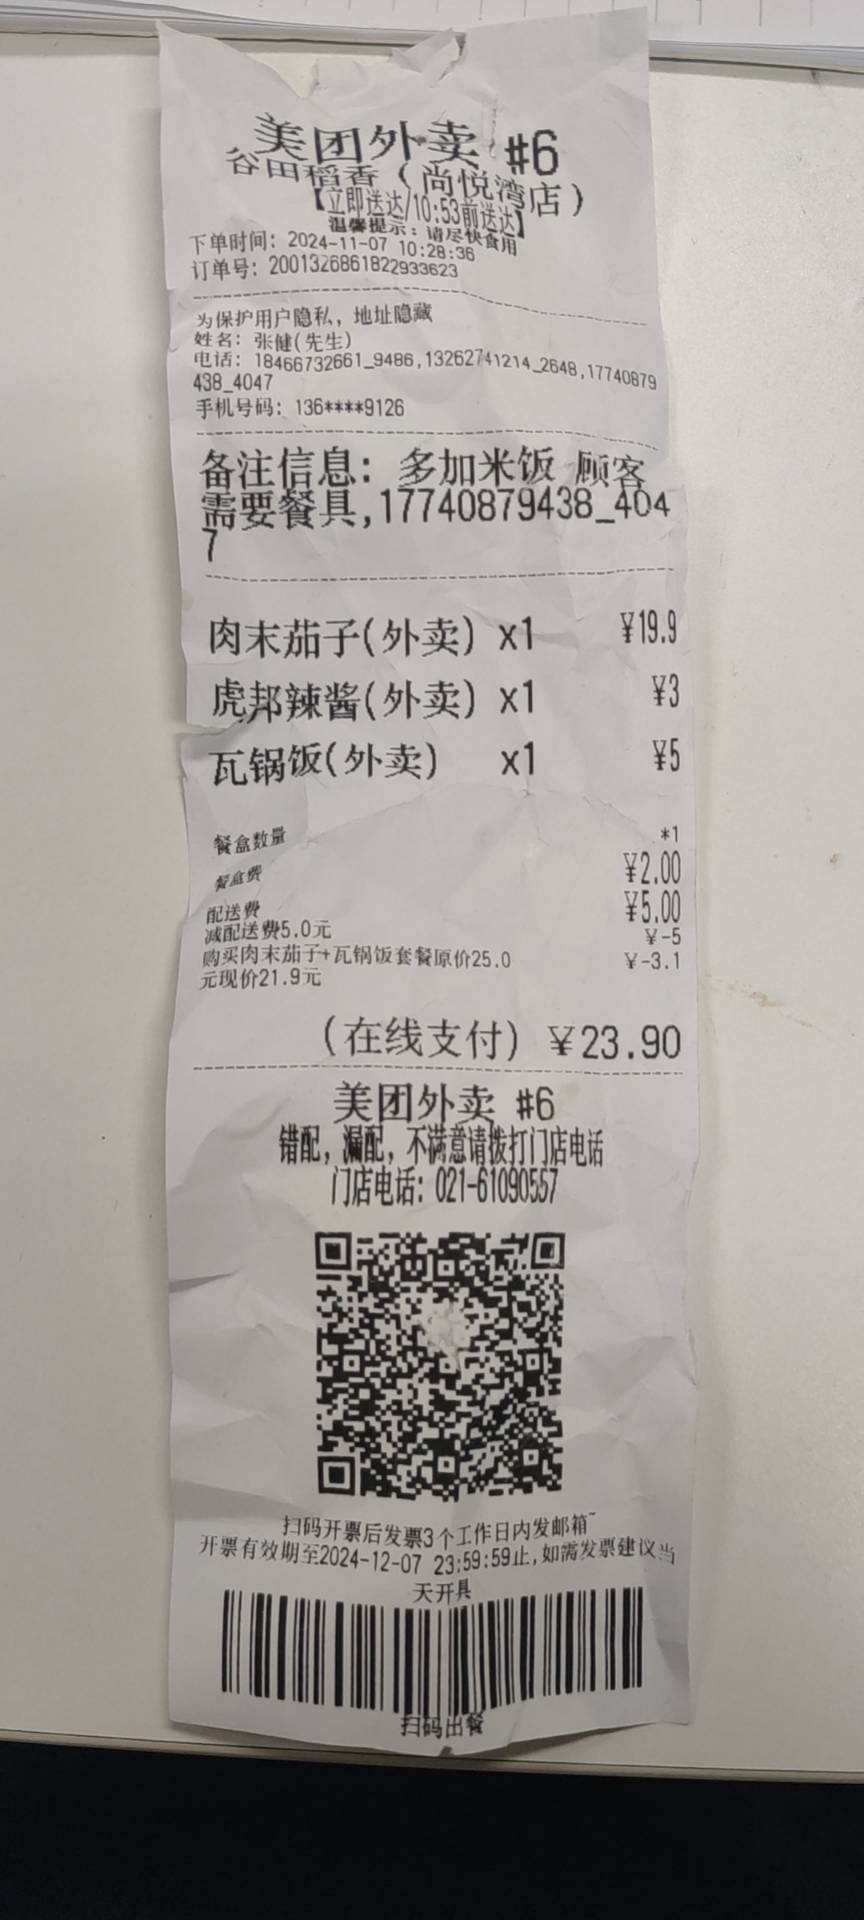 美团外卖 #6
谷田稻香（尚悦湾店）
【立即送达/10:53前送达】
温馨提示：请尽快食用
下单时间：2024-11-07 10:28:36
订单号：2001326861822933623
为保护用户隐私，地址隐藏
姓名：张健(先生)
电话：18466732661_9486,13262741214_2648,17740879
438_4047
手机号码：136****9126
备注信息：多加米饭 顾客
需要餐具,17740879438_404
7
肉末茄子(外卖) x1 ¥19.9
虎邦辣酱(外卖) x1 ¥3
瓦锅饭(外卖) x1 ¥5
餐盒数量 *1
餐盒费 ¥2.00
配送费 ¥5.00
减配送费5.0元 ¥-5
购买肉末茄子+瓦锅饭套餐原价25.0 ¥-3.1
元现价21.9元
(在线支付) ¥23.90
美团外卖 #6
错配，漏配，不满意请拨打门店电话
门店电话：021-61090557
扫码开票后发票3个工作日内发邮箱~
开票有效期至2024-12-07 23:59:59止,如需发票建议当
天开具
扫码出餐